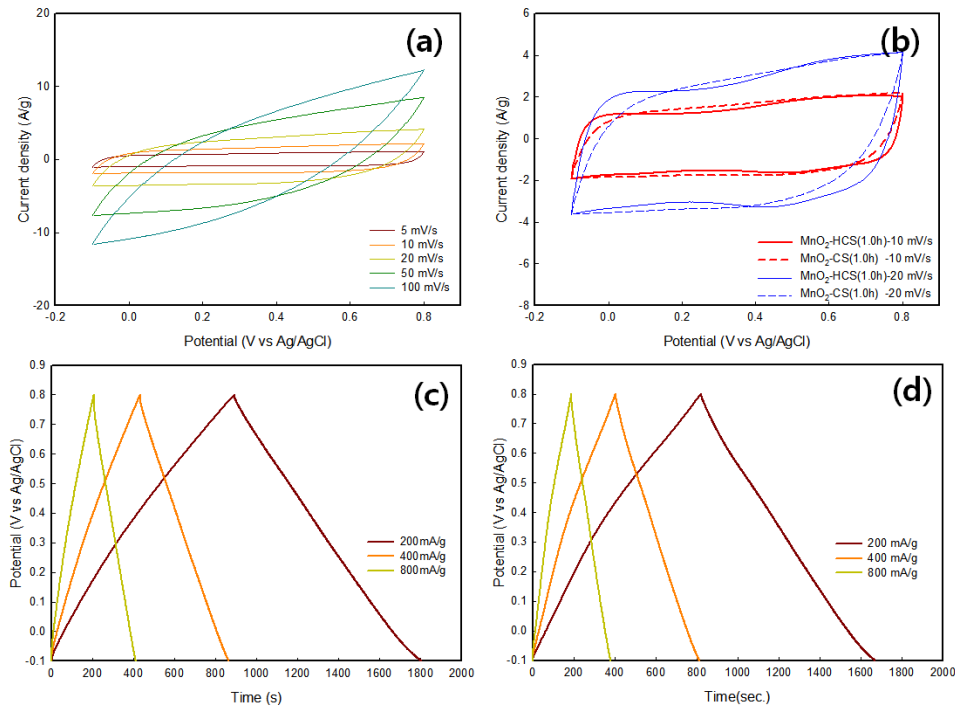 (a)
Current density (A/g)
20
10
0
-10
-20
5 mV/s
10 mV/s
20 mV/s
50 mV/s
100 mV/s
-0.2 0.0 0.2 0.4 0.6 0.8
Potential (V vs Ag/AgCl)
(b)
Current density (A/g)
6
4
2
0
-2
-4
-6
-8
MnO2-HCS(1.0h)-10 mV/s
MnO2-CS(1.0h) -10 mV/s
MnO2-HCS(1.0h)-20 mV/s
MnO2-CS(1.0h) -20 mV/s
-0.2 0.0 0.2 0.4 0.6 0.8
Potential (V vs Ag/AgCl)
(c)
Potential (V vs Ag/AgCl)
0.9
0.8
0.7
0.6
0.5
0.4
0.3
0.2
0.1
0.0
-0.1
200 mA/g
400 mA/g
800 mA/g
0 200 400 600 800 1000 1200 1400 1600 1800 2000
Time (s)
(d)
Potential (V vs Ag/AgCl)
0.9
0.8
0.7
0.6
0.5
0.4
0.3
0.2
0.1
0.0
-0.1
200 mA/g
400 mA/g
800 mA/g
0 200 400 600 800 1000 1200 1400 1600 1800 2000
Time(sec.)